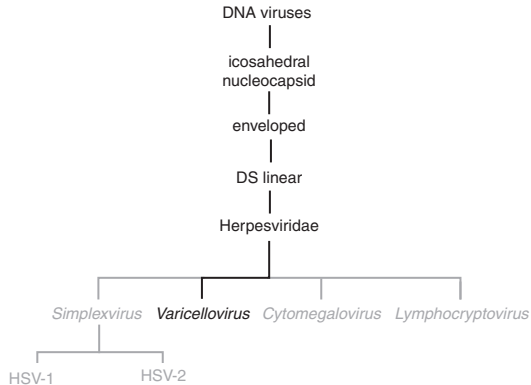 DNA viruses
icosahedral
nucleocapsid
enveloped
DS linear
Herpesviridae
Simplexvirus
Varicellovirus
Cytomegalovirus
Lymphocryptovirus
HSV-1
HSV-2